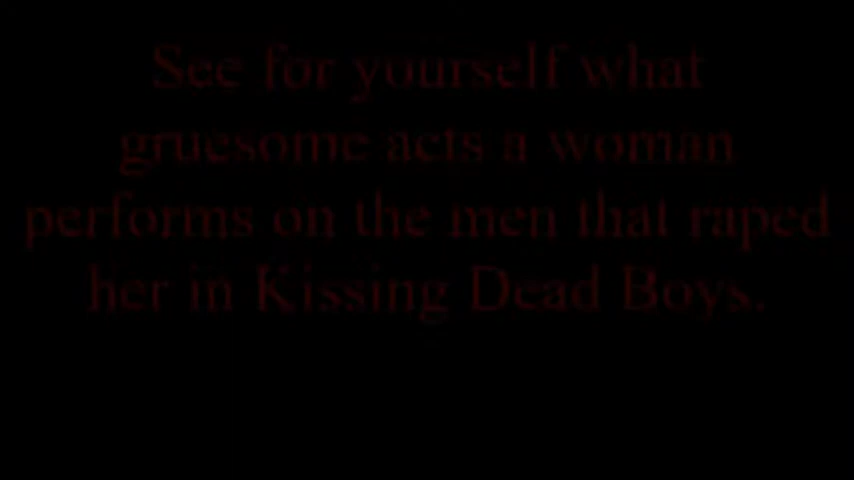 See for yourself what
gruesome acts a woman
performs on the men that raped
her in Kissing Dead Boys.